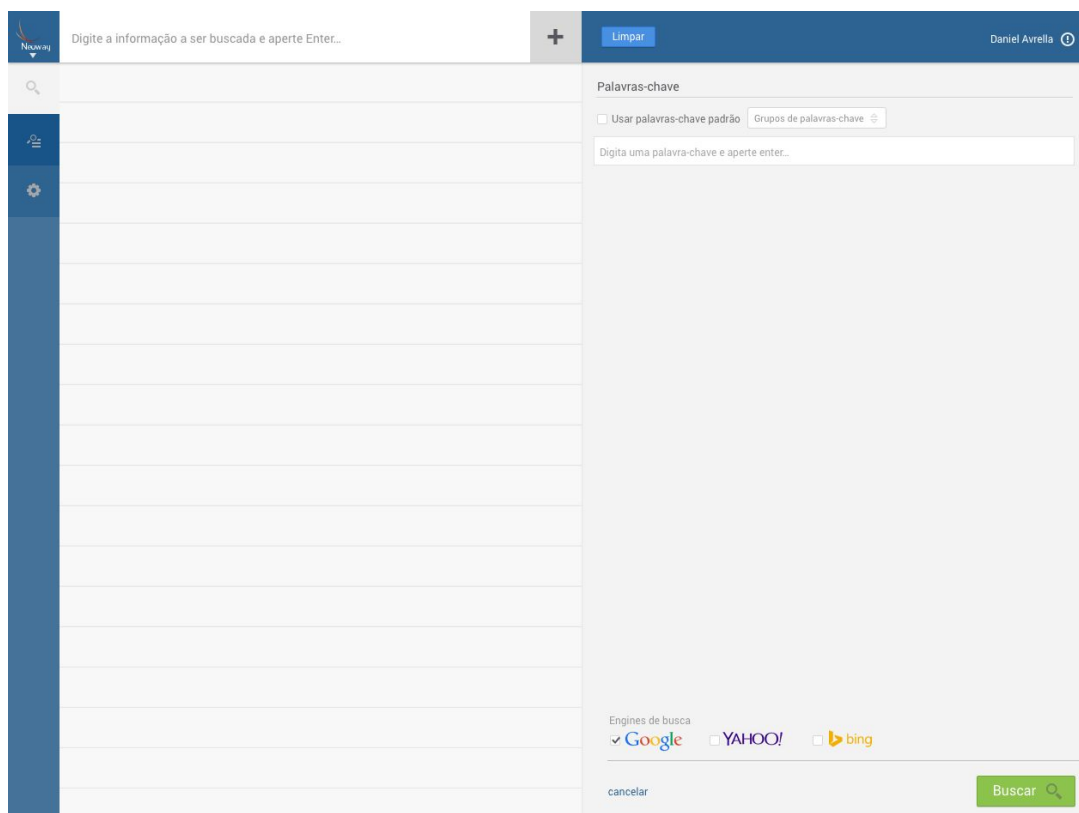 Neuway
Digite a informação a ser buscada e aperte Enter...
Limpar
Daniel Avrella
Palavras-chave
Usar palavras-chave padrão
Grupos de palavras-chave
Digita uma palavra-chave e aperte enter...
Engines de busca
Google YAHOO! bing
cancelar
Buscar